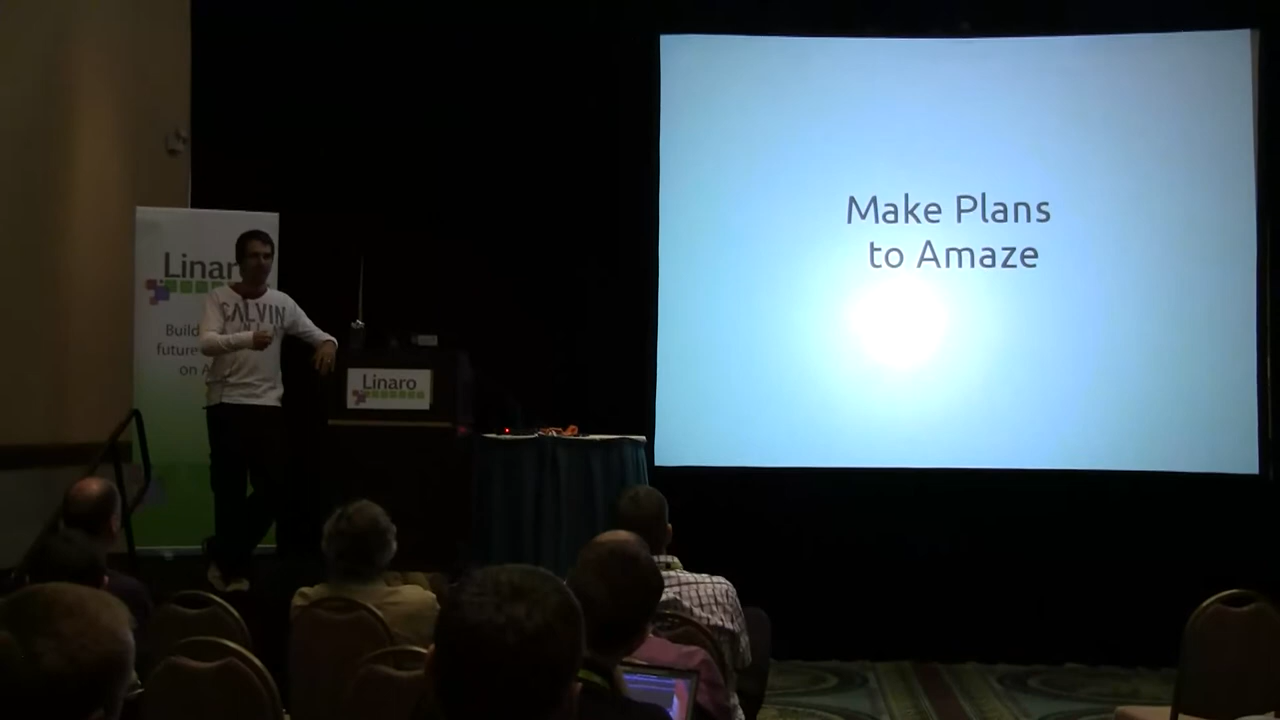 Make Plans
to Amaze
Linaro
Build
future
on A
CALVIN
Linaro